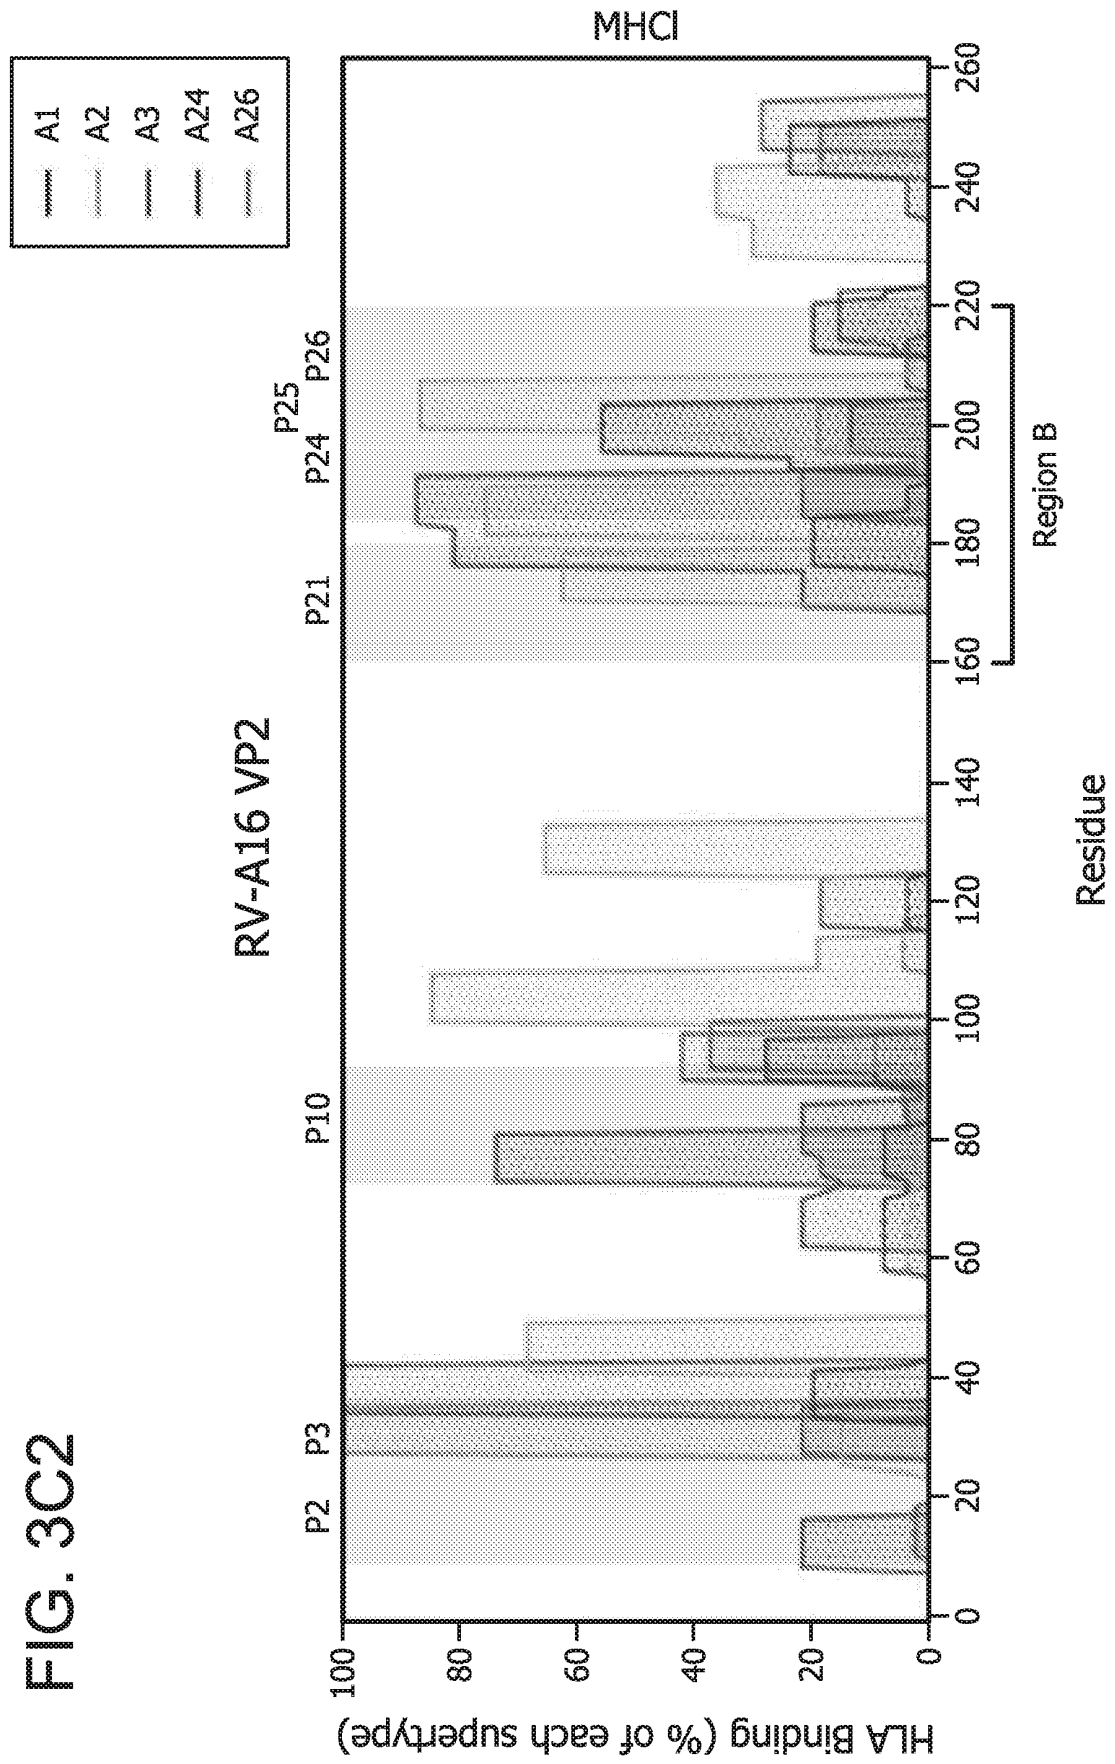 FIG. 3C2
RV-A16 VP2
A1
A2
A3
A24
A26
P2
P3
P10
P21
P24
P25
P26
HLA Binding (% of each supertype)
100
80
60
40
20
0
0
20
40
60
80
100
120
140
160
180
200
220
240
260
MHCI
Region B
Residue